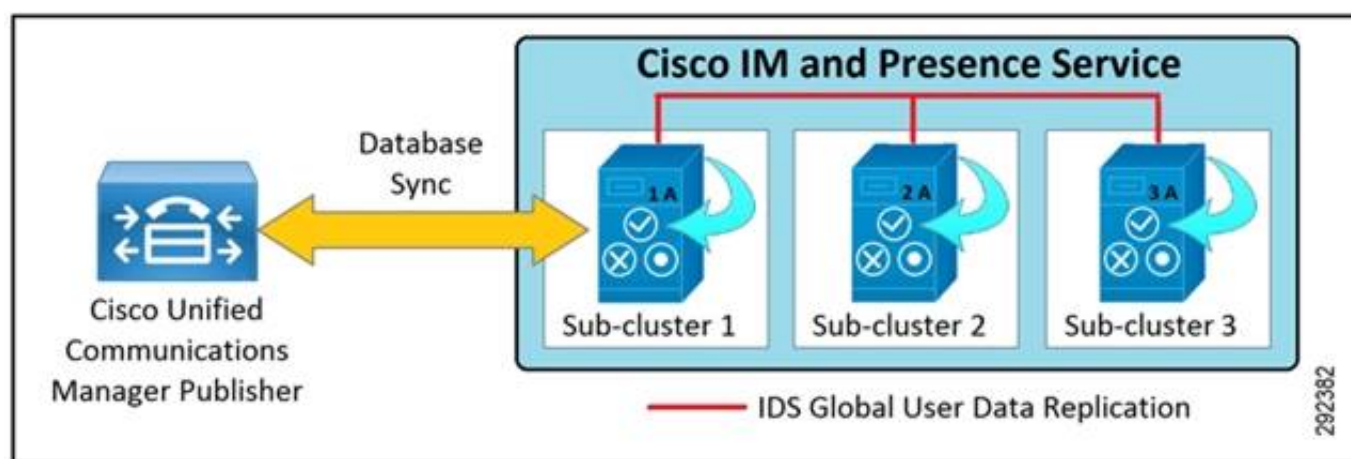 Cisco IM and Presence Service
Database
Sync
1 A
2 A
3 A
Cisco Unified
Communications
Manager Publisher
Sub-cluster 1
Sub-cluster 2
Sub-cluster 3
IDS Global User Data Replication
292382